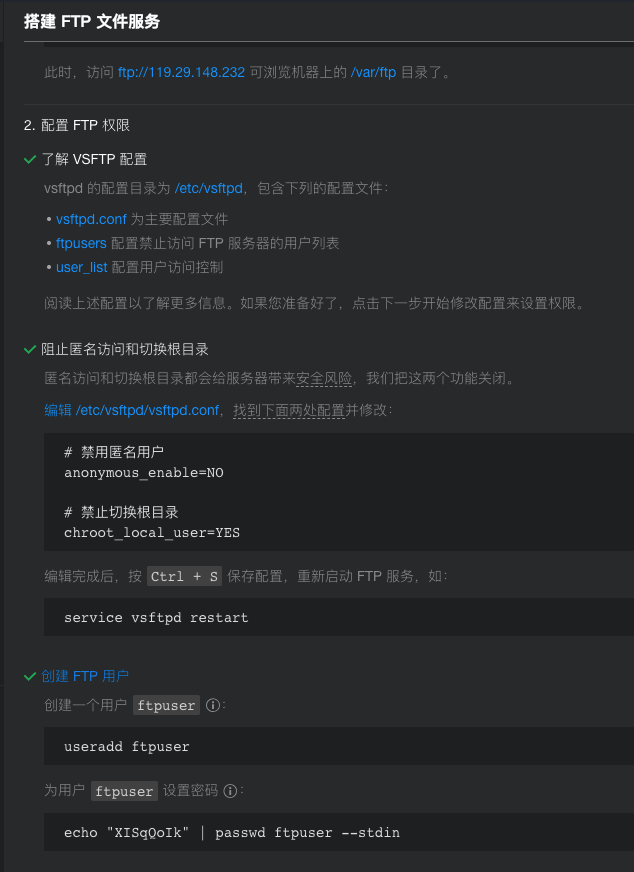 搭建 FTP 文件服务
此时，访问 ftp://119.29.148.232 可浏览机器上的 /var/ftp 目录了。
2. 配置 FTP 权限
了解 VSFTP 配置
vsftpd 的配置目录为 /etc/vsftpd，包含下列的配置文件：
• vsftpd.conf 为主要配置文件
• ftpusers 配置禁止访问 FTP 服务器的用户列表
• user_list 配置用户访问控制
阅读上述配置以了解更多信息。如果您准备好了，点击下一步开始修改配置来设置权限。
阻止匿名访问和切换根目录
匿名访问和切换根目录都会给服务器带来安全风险，我们把这两个功能关闭。
编辑 /etc/vsftpd/vsftpd.conf，找到下面两处配置并修改：
# 禁用匿名用户
anonymous_enable=NO
# 禁止切换根目录
chroot_local_user=YES
编辑完成后，按 Ctrl + S 保存配置，重新启动 FTP 服务，如：
service vsftpd restart
创建 FTP 用户
创建一个用户 ftpuser ⓘ：
useradd ftpuser
为用户 ftpuser 设置密码 ⓘ：
echo "XISqQoIk" | passwd ftpuser --stdin